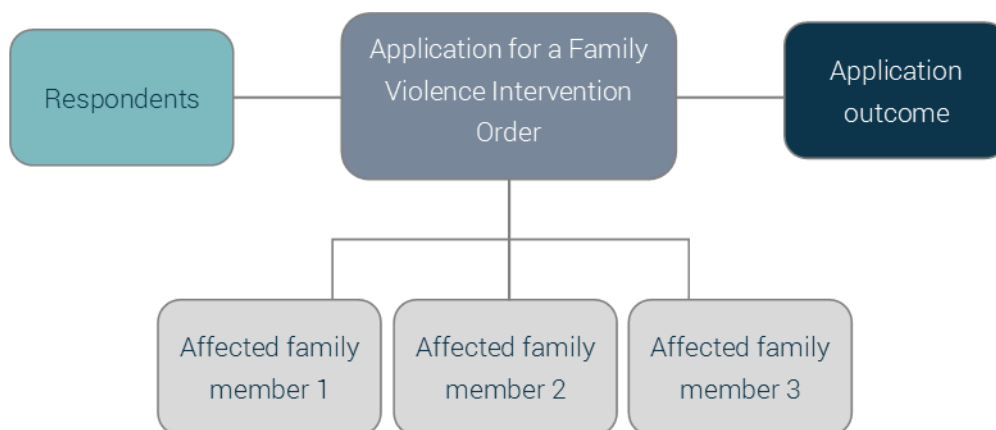 Respondents
Application for a Family
Violence Intervention
Order
Application
outcome
Affected family
member 1
Affected family
member 2
Affected family
member 3